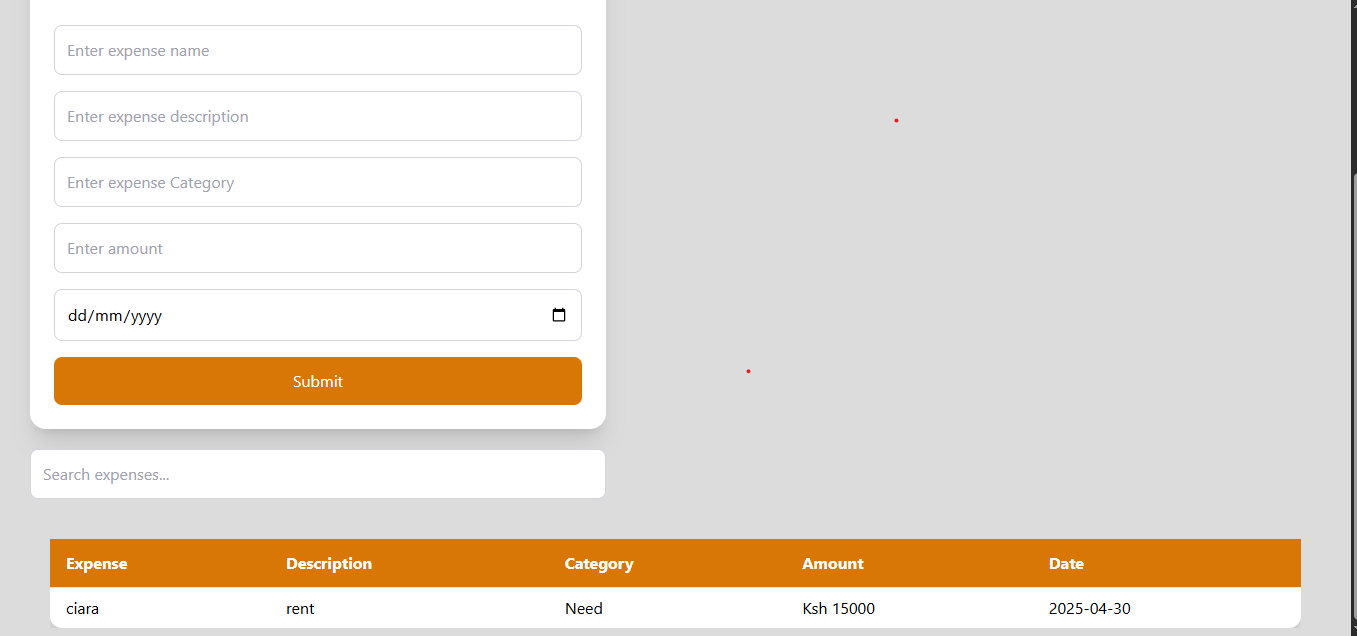 Enter expense name
Enter expense description
Enter expense Category
Enter amount
dd/mm/yyyy
Submit
Search expenses...
Expense Description Category Amount Date
ciara rent Need Ksh 15000 2025-04-30